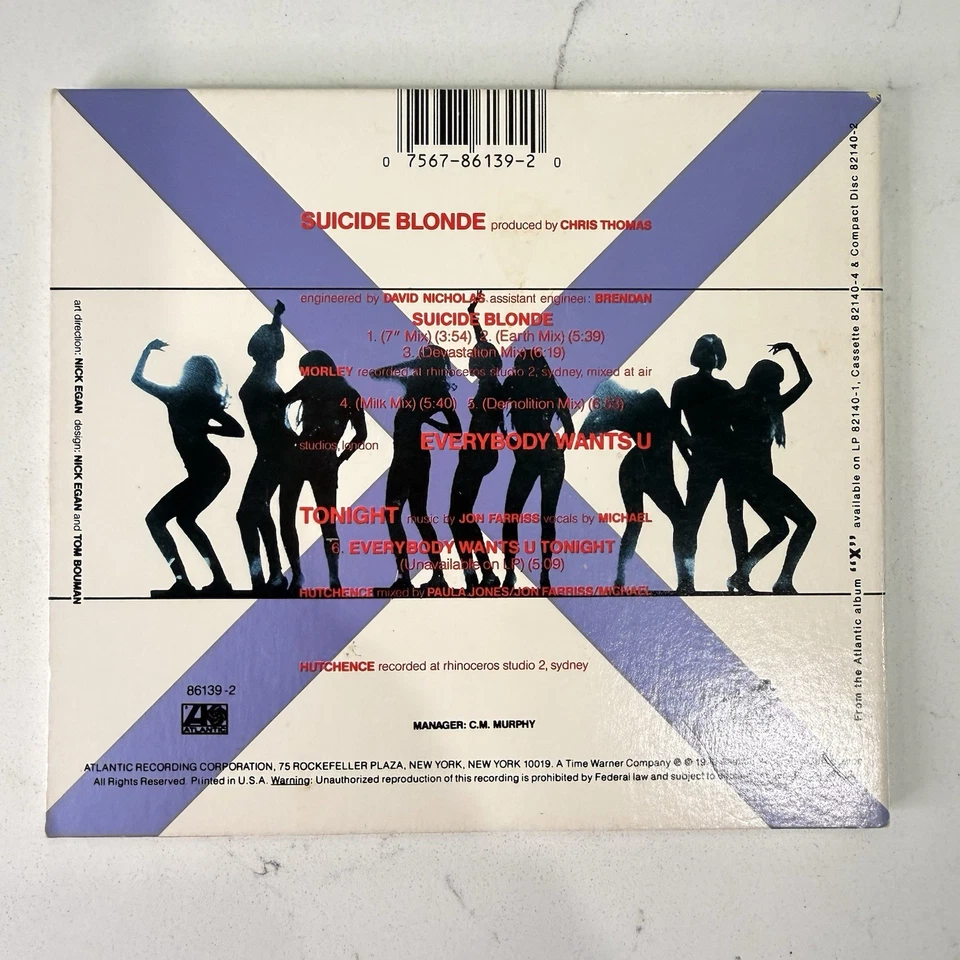 0 7567-86139-2 0
SUICIDE BLONDE produced by CHRIS THOMAS
engineered by DAVID NICHOLAS assistant engineer: BRENDAN
SUICIDE BLONDE
1. (7" Mix) (3:54) 2. (Earth Mix) (5:39)
3. (Devastation Mix) (6:19)
MORLEY recorded at rhinoceros studio 2, sydney, mixed at air
4. (Milk Mix) (5:40) 5. (Demolition Mix)
studios, london EVERYBODY WANTS U
TONIGHT music by JON FARRISS vocals by MICHAEL
6. EVERYBODY WANTS U TONIGHT
(Unavailable on LP) (5:09)
HUTCHENCE mixed by PAULA JONES/JON FARRISS/MICHAEL
HUTCHENCE recorded at rhinoceros studio 2, sydney
86139-2
ATLANTIC
MANAGER: C.M. MURPHY
ATLANTIC RECORDING CORPORATION, 75 ROCKEFELLER PLAZA, NEW YORK, NEW YORK 10019. A Time Warner Company ℗ © 19
All Rights Reserved. Printed in U.S.A. Warning: Unauthorized reproduction of this recording is prohibited by Federal law and subject to
art direction: NICK EGAN design: NICK EGAN and TOM BOUMAN
From the Atlantic album "X" available on LP 82140-1, Cassette 82140-4 & Compact Disc 82140-2